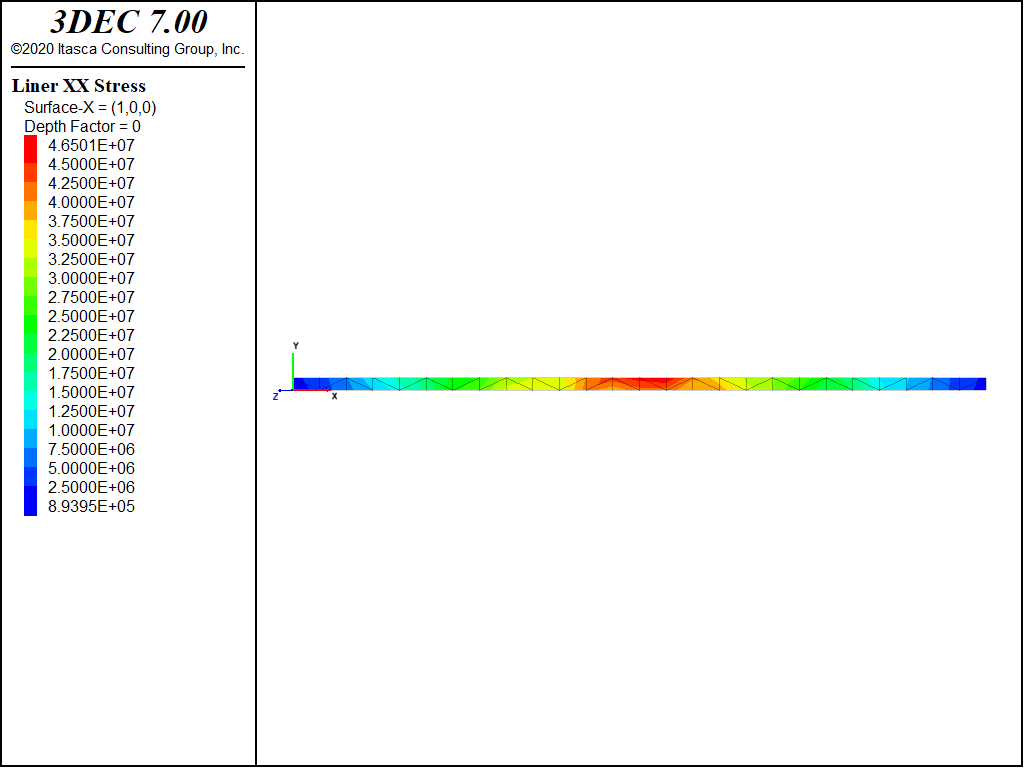 3DEC 7.00
©2020 Itasca Consulting Group, Inc.
Liner XX Stress
Surface-X = (1,0,0)
Depth Factor = 0
4.6501E+07
4.5000E+07
4.2500E+07
4.0000E+07
3.7500E+07
3.5000E+07
3.2500E+07
3.0000E+07
2.7500E+07
2.5000E+07
2.2500E+07
2.0000E+07
1.7500E+07
1.5000E+07
1.2500E+07
1.0000E+07
7.5000E+06
5.0000E+06
2.5000E+06
8.9395E+05
Y
Z
X